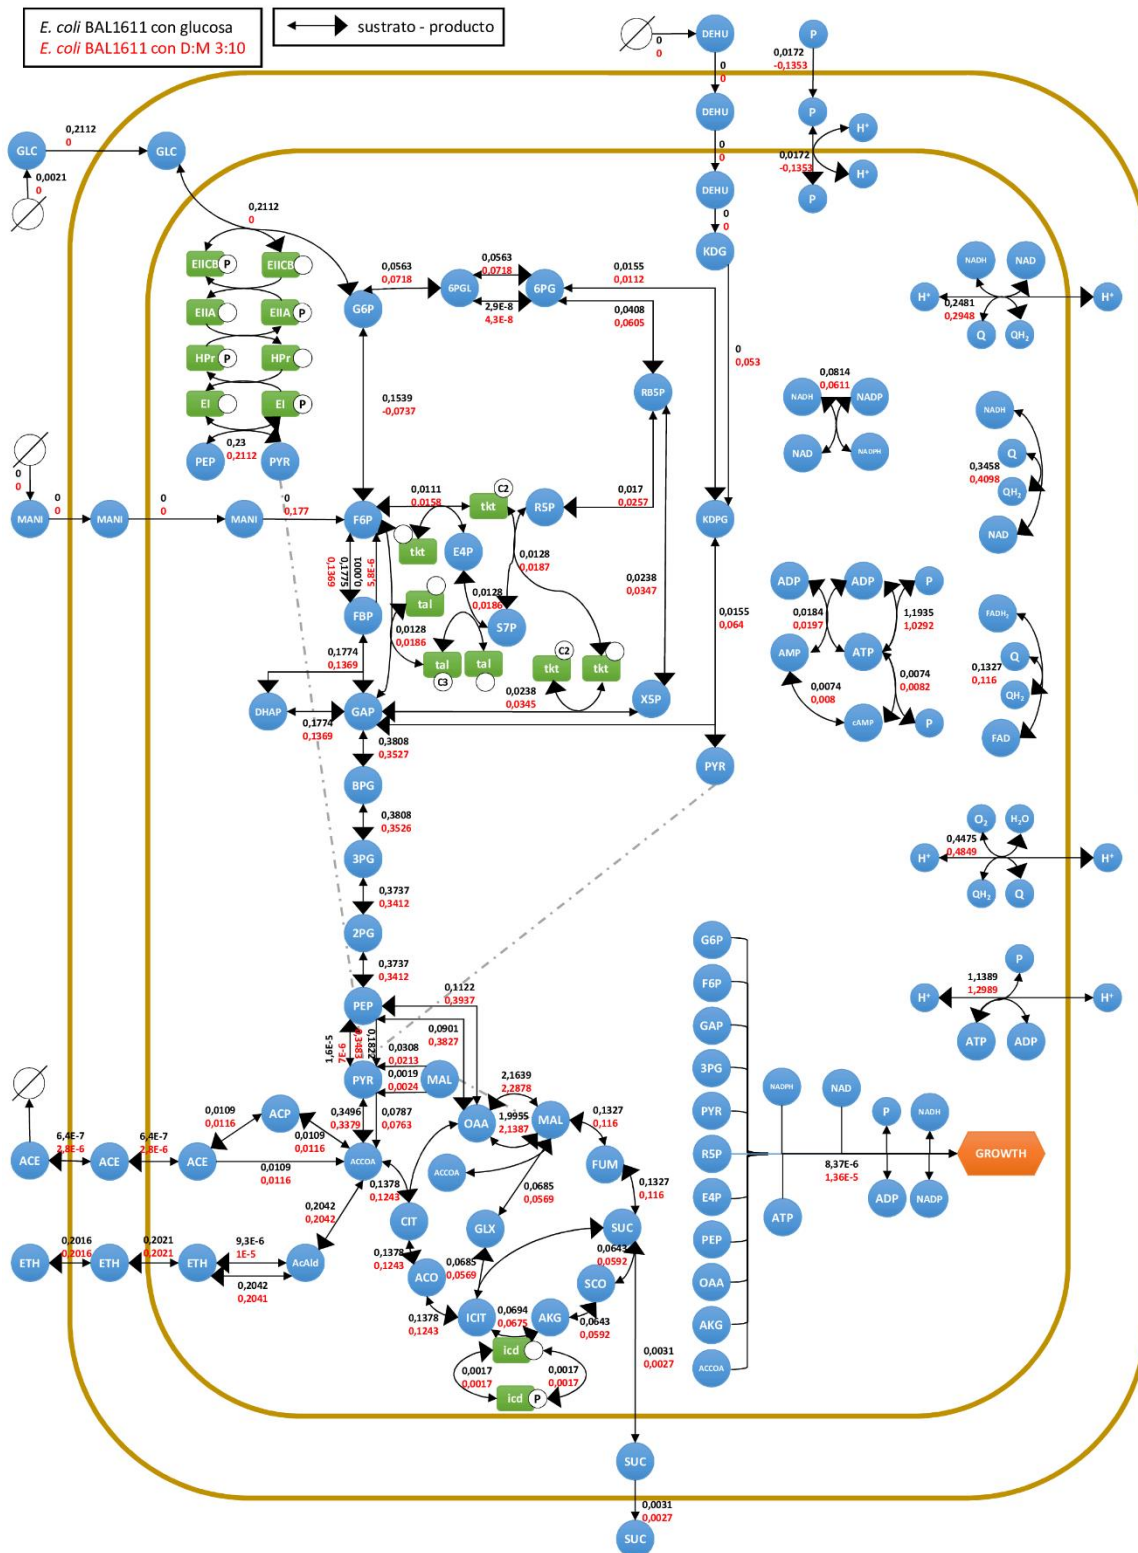 E. coli BAL1611 con glucosa
E. coli BAL1611 con D:M 3:10
sustrato - producto
0
0
DEHU
P
0,0172
-0,1353
0
0
DEHU
P
H⁺
0,0172
-0,1353
0
0
H⁺
DEHU
P
0
0
KDG
GLC
0,2112
0
GLC
0,0021
0
0,2112
0
EIICB P
EIICB
EIIA
EIIA P
HPr P
HPr
EI
EI P
0,23
0,2112
PEP
PYR
G6P
0,0563
0,0718
6PGL
0,0563
0,0718
2,9E-8
4,3E-8
6PG
0,0155
0,0112
0,0408
0,0605
RB5P
0
0,053
0,1539
-0,0737
NADH
NAD
H⁺
H⁺
0,2481
0,2948
Q
QH₂
0,0814
0,0611
NADH
NADP
NAD
NADPH
NADH
Q
0,3458
0,4098
QH₂
NAD
0
0
MANI
0
0
MANI
0
0
MANI
0
0,177
F6P
0,0111
0,0158
tkt
C2
R5P
0,017
0,0257
KDPG
tkt
E4P
0,0128
0,0187
0,1369
0,1775
0,0001
9,8E-5
FBP
tal
0,0128
0,0186
S7P
0,0238
0,0347
0,0155
0,064
0,0128
0,0186
tal
C3
tal
C2
tkt
tkt
0,1774
0,1369
DHAP
0,1774
0,1369
GAP
0,0238
0,0345
X5P
PYR
ADP
ADP
P
0,0184
0,0197
1,1935
1,0292
AMP
ATP
0,0074
0,0082
0,0074
0,008
cAMP
P
FADH₂
0,1327
0,116
Q
QH₂
FAD
0,3808
0,3527
BPG
0,3808
0,3526
3PG
0,3737
0,3412
2PG
0,3737
0,3412
PEP
O₂
H₂O
0,4475
0,4849
H⁺
H⁺
QH₂
Q
P
1,1389
1,2989
H⁺
H⁺
ATP
ADP
0,1122
0,3937
0,0901
0,3827
1,6E-5
0,3483
0,1822
0,0308
0,0213
PYR
0,0019
0,0024
MAL
0,3496
0,3379
0,0787
0,0763
2,1639
2,2878
OAA
1,9955
2,1387
MAL
0,1327
0,116
FUM
0,1327
0,116
ACP
0,0109
0,0116
0,0109
0,0116
6,4E-7
2,8E-6
6,4E-7
2,8E-6
ACE
ACE
ACE
0,0109
0,0116
ACCOA
ACCOA
0,0685
0,0569
0,1378
0,1243
0,2042
0,2042
CIT
GLX
SUC
0,2016
0,2016
0,2021
0,2021
9,3E-6
1E-5
ETH
ETH
ETH
AcAld
0,2042
0,2041
0,1378
0,1243
0,0685
0,0569
0,0643
0,0592
ACO
SCO
0,1378
0,1243
ICIT
0,0694
0,0675
AKG
0,0643
0,0592
icd
0,0017
0,0017
0,0017
0,0017
icd P
0,0031
0,0027
SUC
0,0031
0,0027
SUC
G6P
F6P
GAP
3PG
PYR
R5P
E4P
PEP
OAA
AKG
ACCOA
NADPH
NAD
P
NADH
8,37E-6
1,36E-5
ATP
ADP
NADP
GROWTH